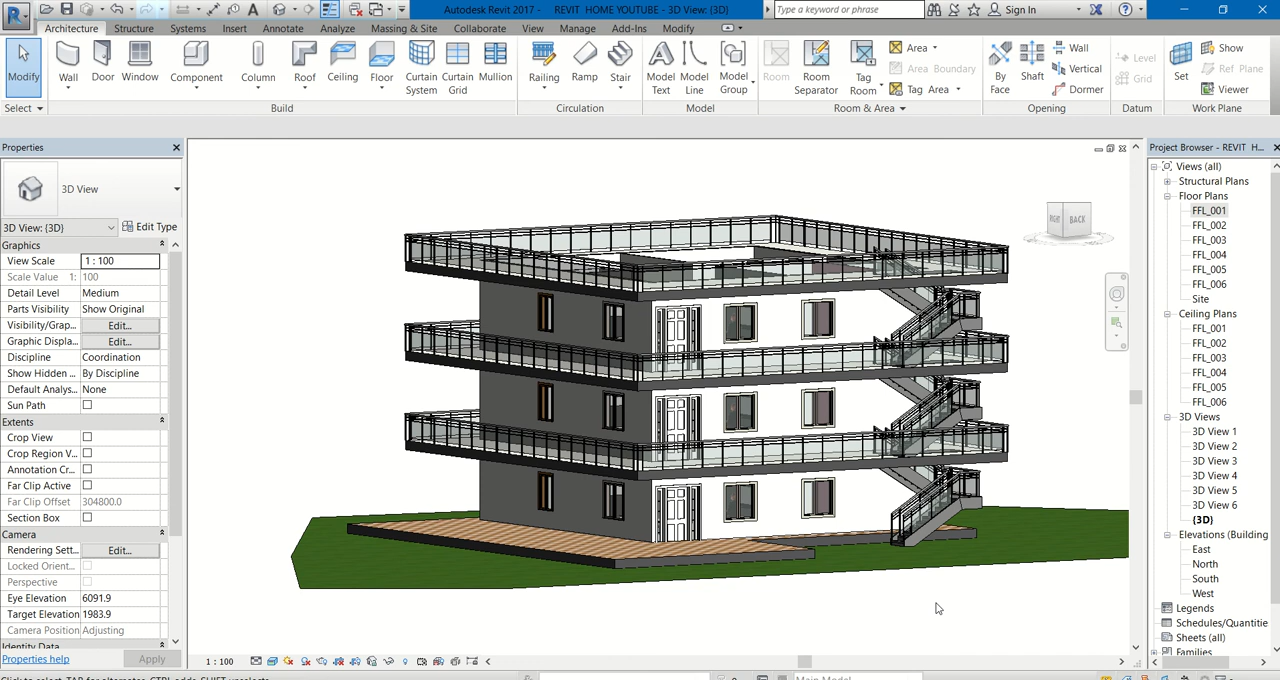 Autodesk Revit 2017 - REVIT HOME YOUTUBE - 3D View: {3D}
Type a keyword or phrase
Sign In
Architecture Structure Systems Insert Annotate Analyze Massing & Site Collaborate View Manage Add-Ins Modify
Modify Wall Door Window Component Column Roof Ceiling Floor Curtain System Curtain Grid Mullion Railing Ramp Stair Model Text Model Line Model Group Room Room Separator Tag Room
Area
Area Boundary
Tag Area
By Face Shaft
Wall
Vertical
Dormer
Level
Grid
Set
Show
Ref Plane
Viewer
Select Build Circulation Model Room & Area Opening Datum Work Plane
Properties
3D View
3D View: {3D} Edit Type
Graphics
View Scale 1 : 100
Scale Value 1: 100
Detail Level Medium
Parts Visibility Show Original
Visibility/Grap... Edit...
Graphic Displa... Edit...
Discipline Coordination
Show Hidden ... By Discipline
Default Analys... None
Sun Path
Extents
Crop View
Crop Region V...
Annotation Cr...
Far Clip Active
Far Clip Offset 304800.0
Section Box
Camera
Rendering Sett... Edit...
Locked Orient...
Perspective
Eye Elevation 6091.9
Target Elevation 1983.9
Camera Position Adjusting
Identity Data
Properties help Apply
RIGHT BACK
1 : 100
Project Browser - REVIT H...
Views (all)
Structural Plans
Floor Plans
FFL_001
FFL_002
FFL_003
FFL_004
FFL_005
FFL_006
Site
Ceiling Plans
FFL_001
FFL_002
FFL_003
FFL_004
FFL_005
FFL_006
3D Views
3D View 1
3D View 2
3D View 3
3D View 4
3D View 5
3D View 6
{3D}
Elevations (Building
East
North
South
West
Legends
Schedules/Quantitie
Sheets (all)
Families
Main Model